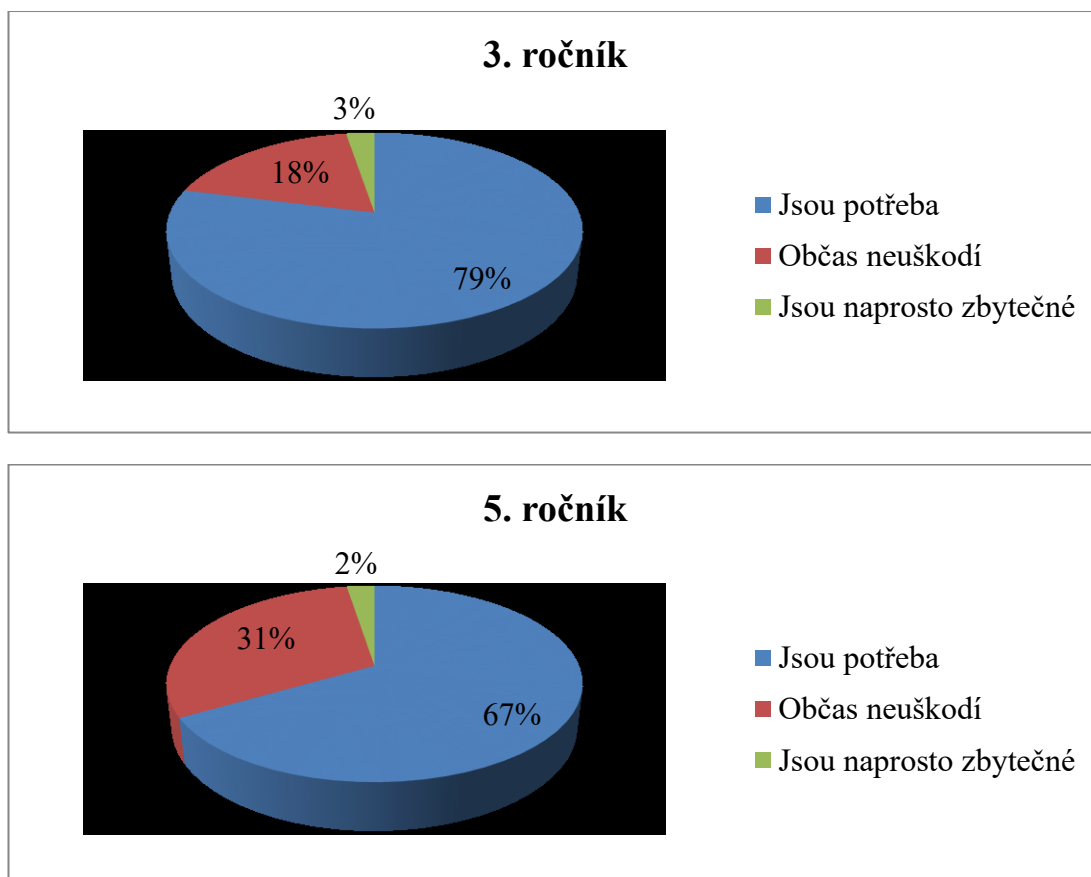 3. ročník
3%
18%
79%
Jsou potřeba
Občas neuškodí
Jsou naprosto zbytečné
5. ročník
2%
31%
67%
Jsou potřeba
Občas neuškodí
Jsou naprosto zbytečné